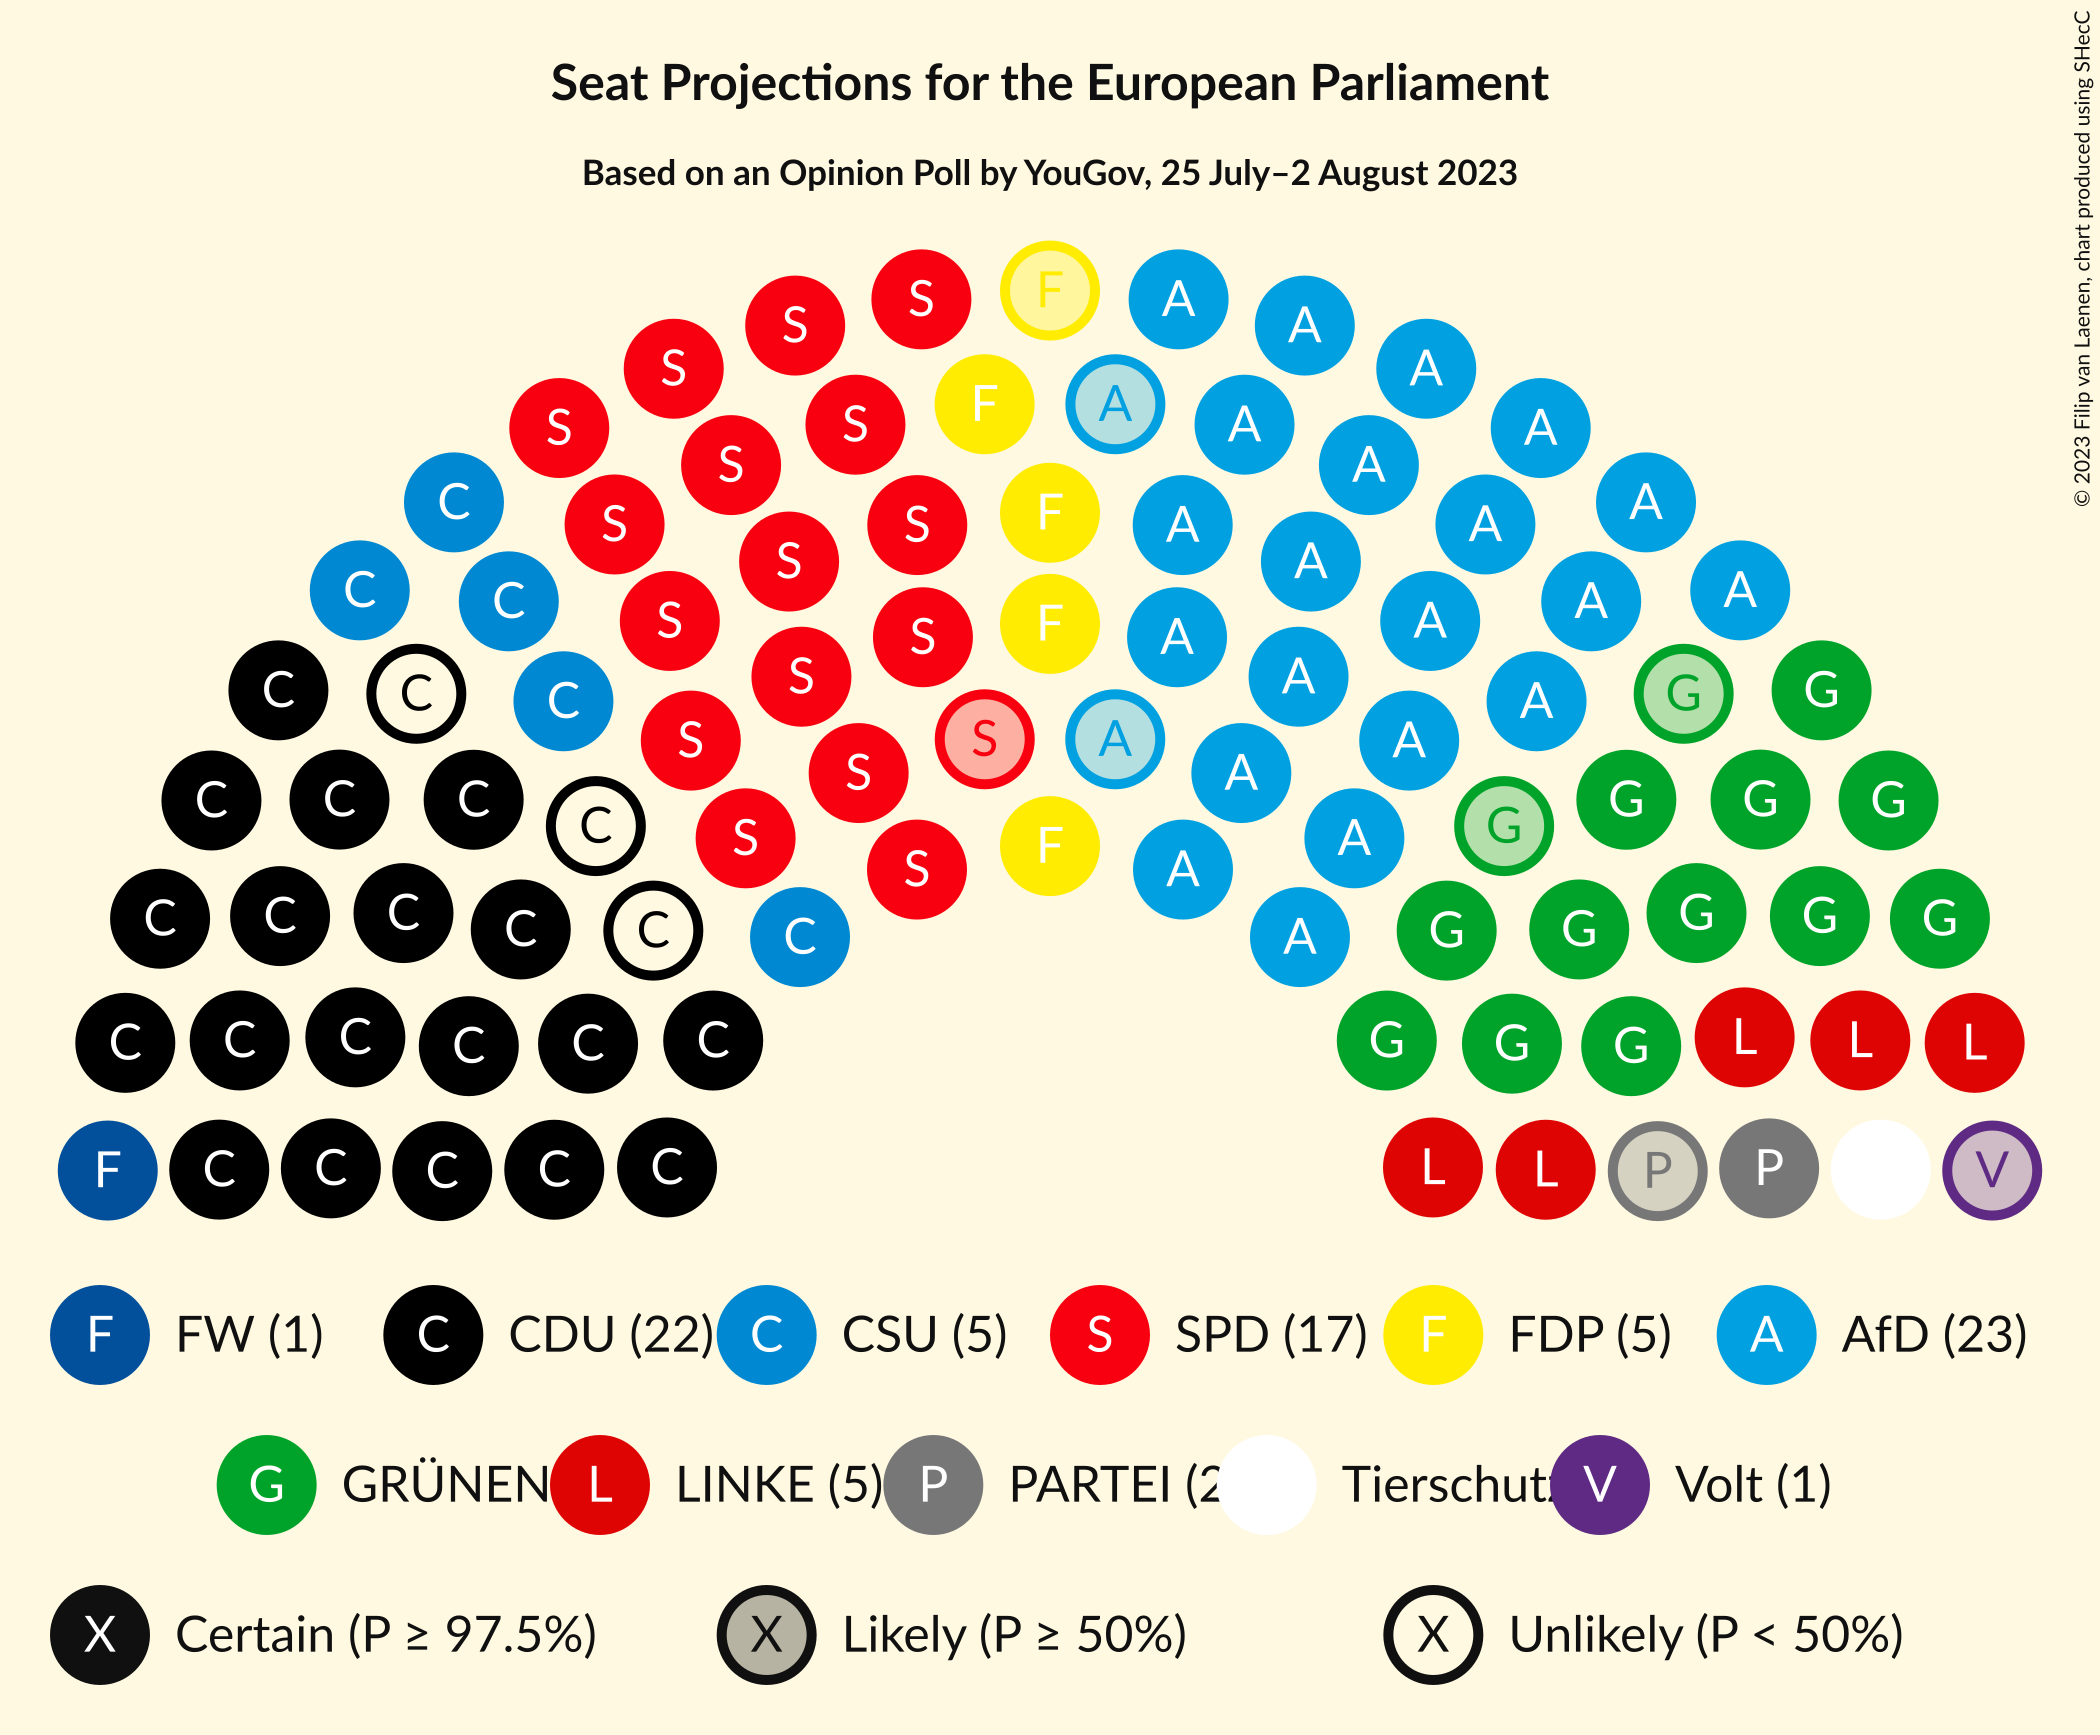 Seat Projections for the European Parliament
Based on an Opinion Poll by YouGov, 25 July–2 August 2023
© 2023 Filip van Laenen, chart produced using SHecC
S F A
S A
S A
F A
S S A A
S A
C F A
S S A A
S A
C C A A
S S F A A
C C C S A A G G
S S A A
S A
C C C G G G
C S F A G
S A
C C C C C C A G G G G G
C C C C C C G G G L L L
F C C C C C L L P P V
F FW (1) C CDU (22) C CSU (5) S SPD (17) F FDP (5) A AfD (23)
G GRÜNEN L LINKE (5) P PARTEI (2 Tierschutz V Volt (1)
X Certain (P ≥ 97.5%) X Likely (P ≥ 50%) X Unlikely (P < 50%)